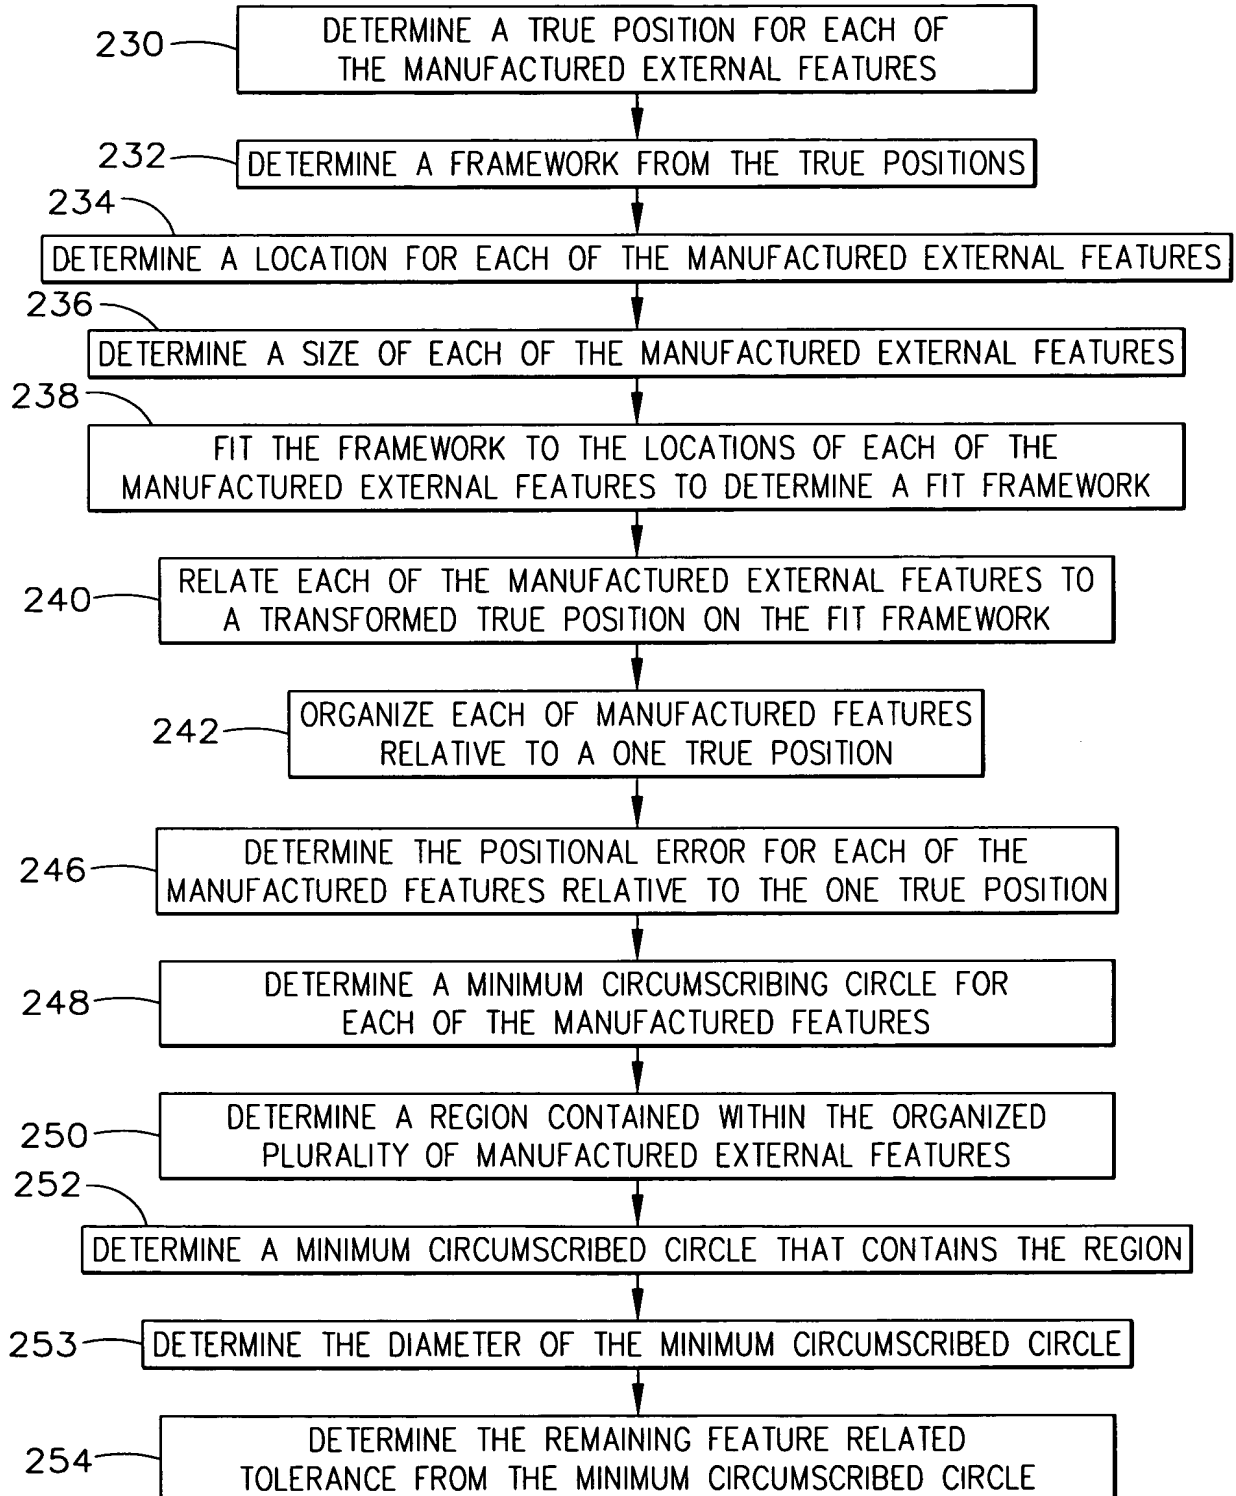 230
DETERMINE A TRUE POSITION FOR EACH OF
THE MANUFACTURED EXTERNAL FEATURES
232
DETERMINE A FRAMEWORK FROM THE TRUE POSITIONS
234
DETERMINE A LOCATION FOR EACH OF THE MANUFACTURED EXTERNAL FEATURES
236
DETERMINE A SIZE OF EACH OF THE MANUFACTURED EXTERNAL FEATURES
238
FIT THE FRAMEWORK TO THE LOCATIONS OF EACH OF THE
MANUFACTURED EXTERNAL FEATURES TO DETERMINE A FIT FRAMEWORK
240
RELATE EACH OF THE MANUFACTURED EXTERNAL FEATURES TO
A TRANSFORMED TRUE POSITION ON THE FIT FRAMEWORK
242
ORGANIZE EACH OF MANUFACTURED FEATURES
RELATIVE TO A ONE TRUE POSITION
246
DETERMINE THE POSITIONAL ERROR FOR EACH OF THE
MANUFACTURED FEATURES RELATIVE TO THE ONE TRUE POSITION
248
DETERMINE A MINIMUM CIRCUMSCRIBING CIRCLE FOR
EACH OF THE MANUFACTURED FEATURES
250
DETERMINE A REGION CONTAINED WITHIN THE ORGANIZED
PLURALITY OF MANUFACTURED EXTERNAL FEATURES
252
DETERMINE A MINIMUM CIRCUMSCRIBED CIRCLE THAT CONTAINS THE REGION
253
DETERMINE THE DIAMETER OF THE MINIMUM CIRCUMSCRIBED CIRCLE
254
DETERMINE THE REMAINING FEATURE RELATED
TOLERANCE FROM THE MINIMUM CIRCUMSCRIBED CIRCLE